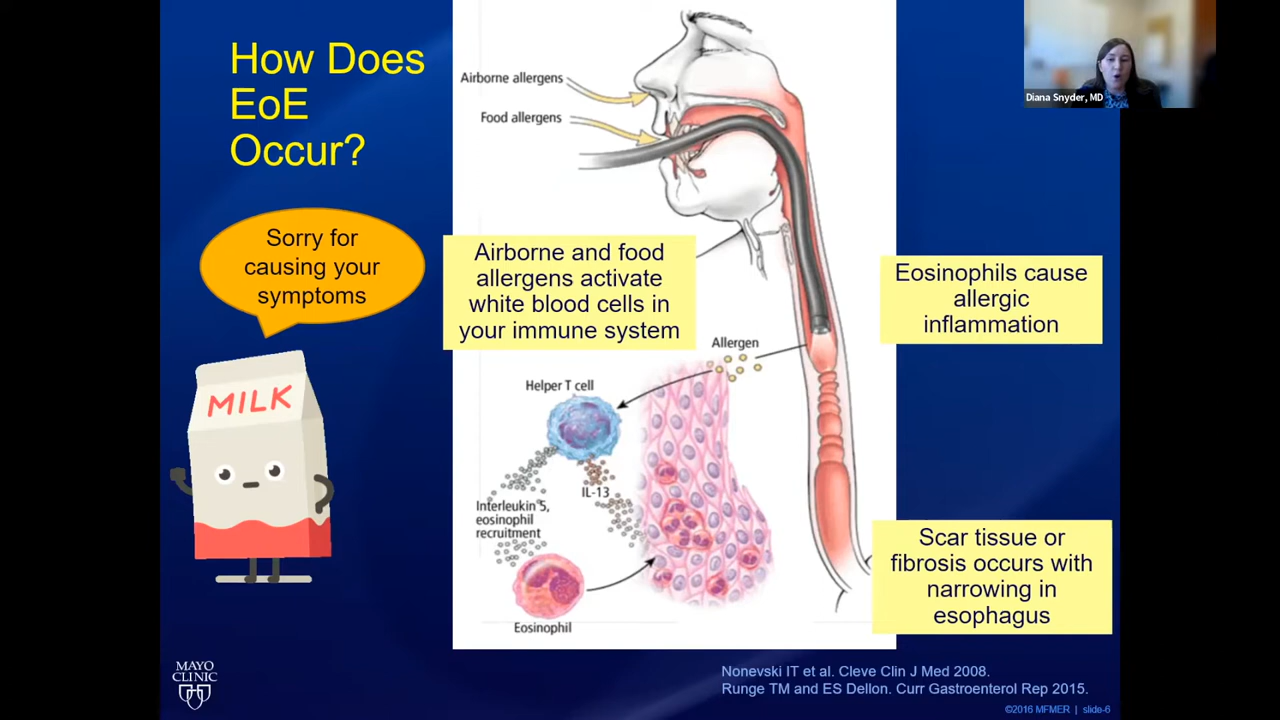 How Does
EoE
Occur?
Sorry for
causing your
symptoms
MILK
Airborne allergens
Food allergens
Airborne and food
allergens activate
white blood cells in
your immune system
Allergen
Helper T cell
IL-13
Interleukin 5,
eosinophil
recruitment
Eosinophil
Eosinophils cause
allergic
inflammation
Scar tissue or
fibrosis occurs with
narrowing in
esophagus
Diana Snyder, MD
MAYO
CLINIC
Nonevski IT et al. Cleve Clin J Med 2008.
Runge TM and ES Dellon. Curr Gastroenterol Rep 2015.
©2016 MFMER | slide-6